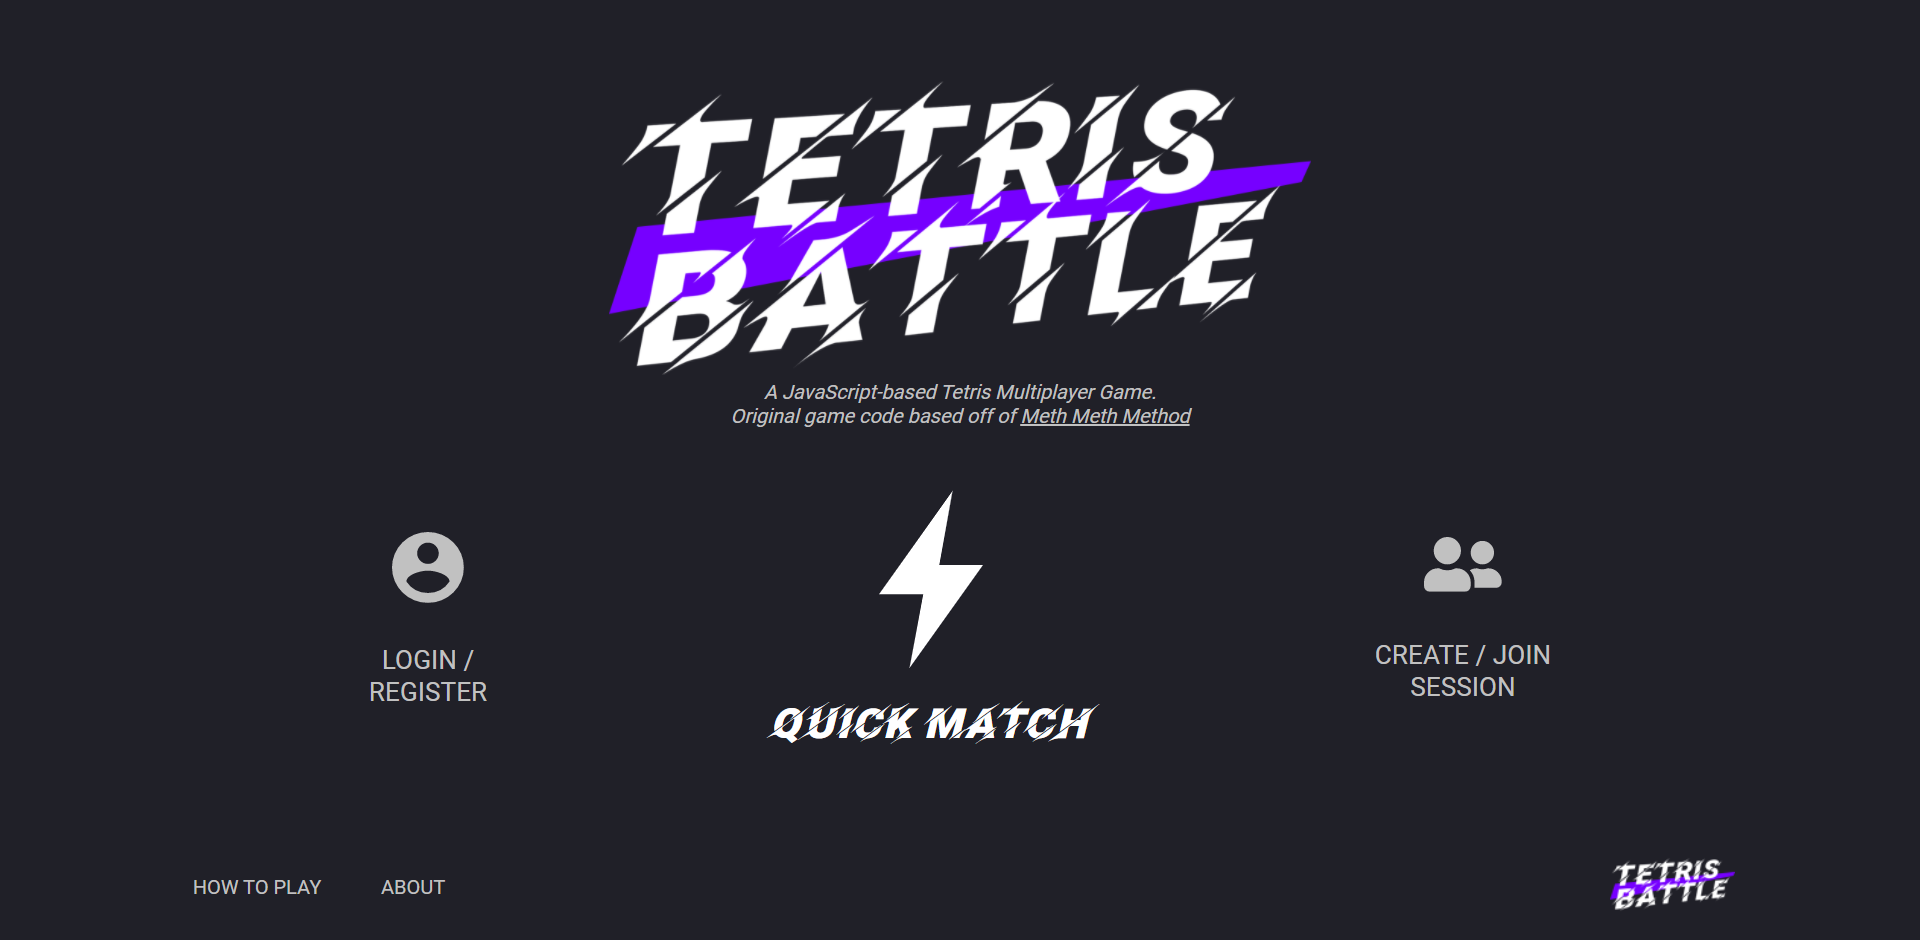 TETRIS
BATTLE
A JavaScript-based Tetris Multiplayer Game.
Original game code based off of Meth Meth Method
LOGIN /
REGISTER
QUICK MATCH
CREATE / JOIN
SESSION
HOW TO PLAY
ABOUT
TETRIS
BATTLE